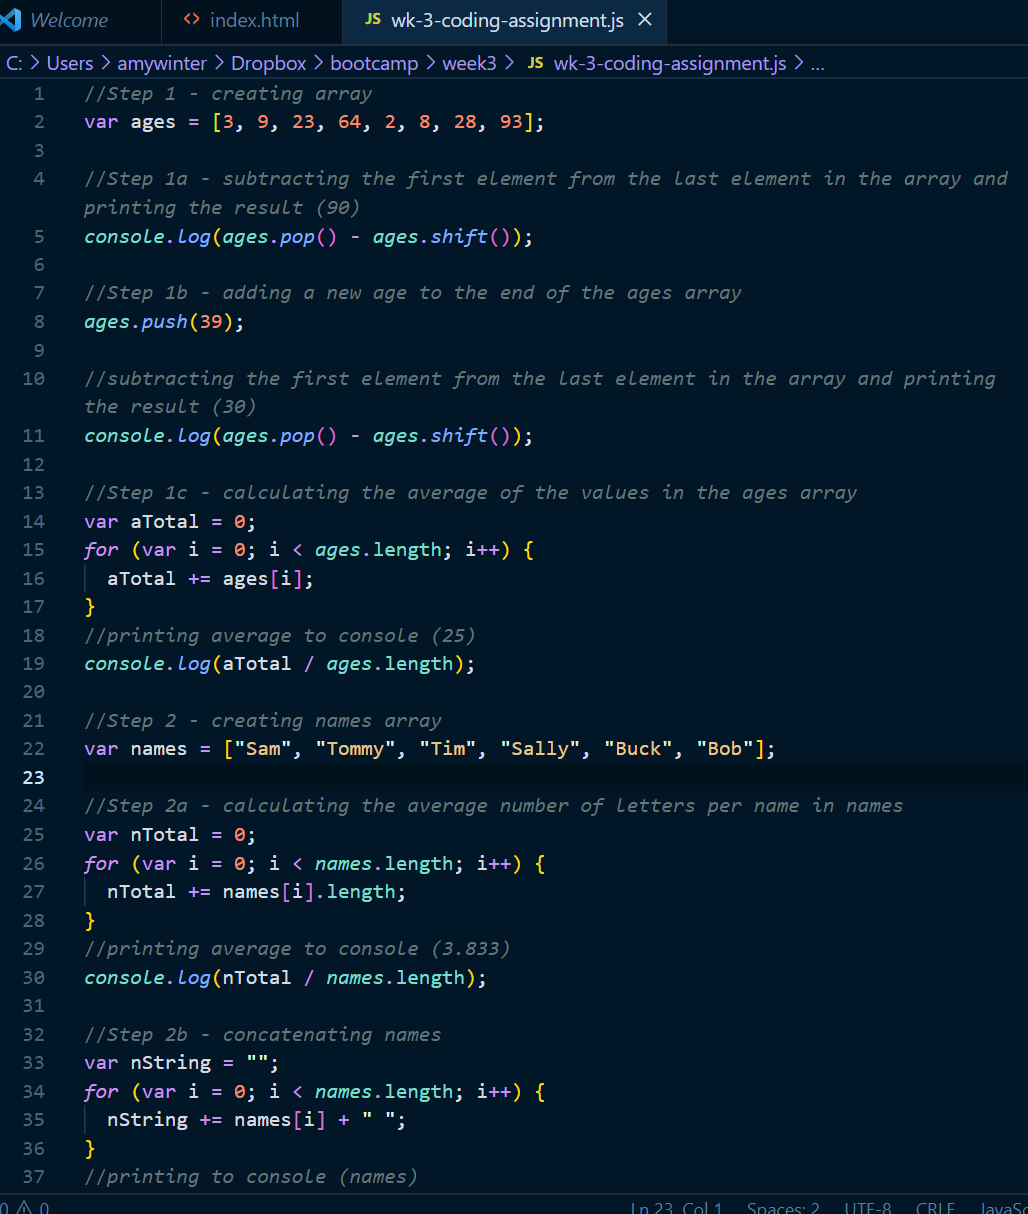 Welcome
<> index.html
JS wk-3-coding-assignment.js ×
C: > Users > amywinter > Dropbox > bootcamp > week3 > JS wk-3-coding-assignment.js > ...
1 //Step 1 - creating array
2 var ages = [3, 9, 23, 64, 2, 8, 28, 93];
3
4 //Step 1a - subtracting the first element from the last element in the array and
printing the result (90)
5 console.log(ages.pop() - ages.shift());
6
7 //Step 1b - adding a new age to the end of the ages array
8 ages.push(39);
9
10 //subtracting the first element from the last element in the array and printing
the result (30)
11 console.log(ages.pop() - ages.shift());
12
13 //Step 1c - calculating the average of the values in the ages array
14 var aTotal = 0;
15 for (var i = 0; i < ages.length; i++) {
16 aTotal += ages[i];
17 }
18 //printing average to console (25)
19 console.log(aTotal / ages.length);
20
21 //Step 2 - creating names array
22 var names = ["Sam", "Tommy", "Tim", "Sally", "Buck", "Bob"];
23
24 //Step 2a - calculating the average number of letters per name in names
25 var nTotal = 0;
26 for (var i = 0; i < names.length; i++) {
27 nTotal += names[i].length;
28 }
29 //printing average to console (3.833)
30 console.log(nTotal / names.length);
31
32 //Step 2b - concatenating names
33 var nString = "";
34 for (var i = 0; i < names.length; i++) {
35 nString += names[i] + " ";
36 }
37 //printing to console (names)
0 0 Ln 23, Col 1 Spaces: 2 UTF-8 CRLF JavaSc